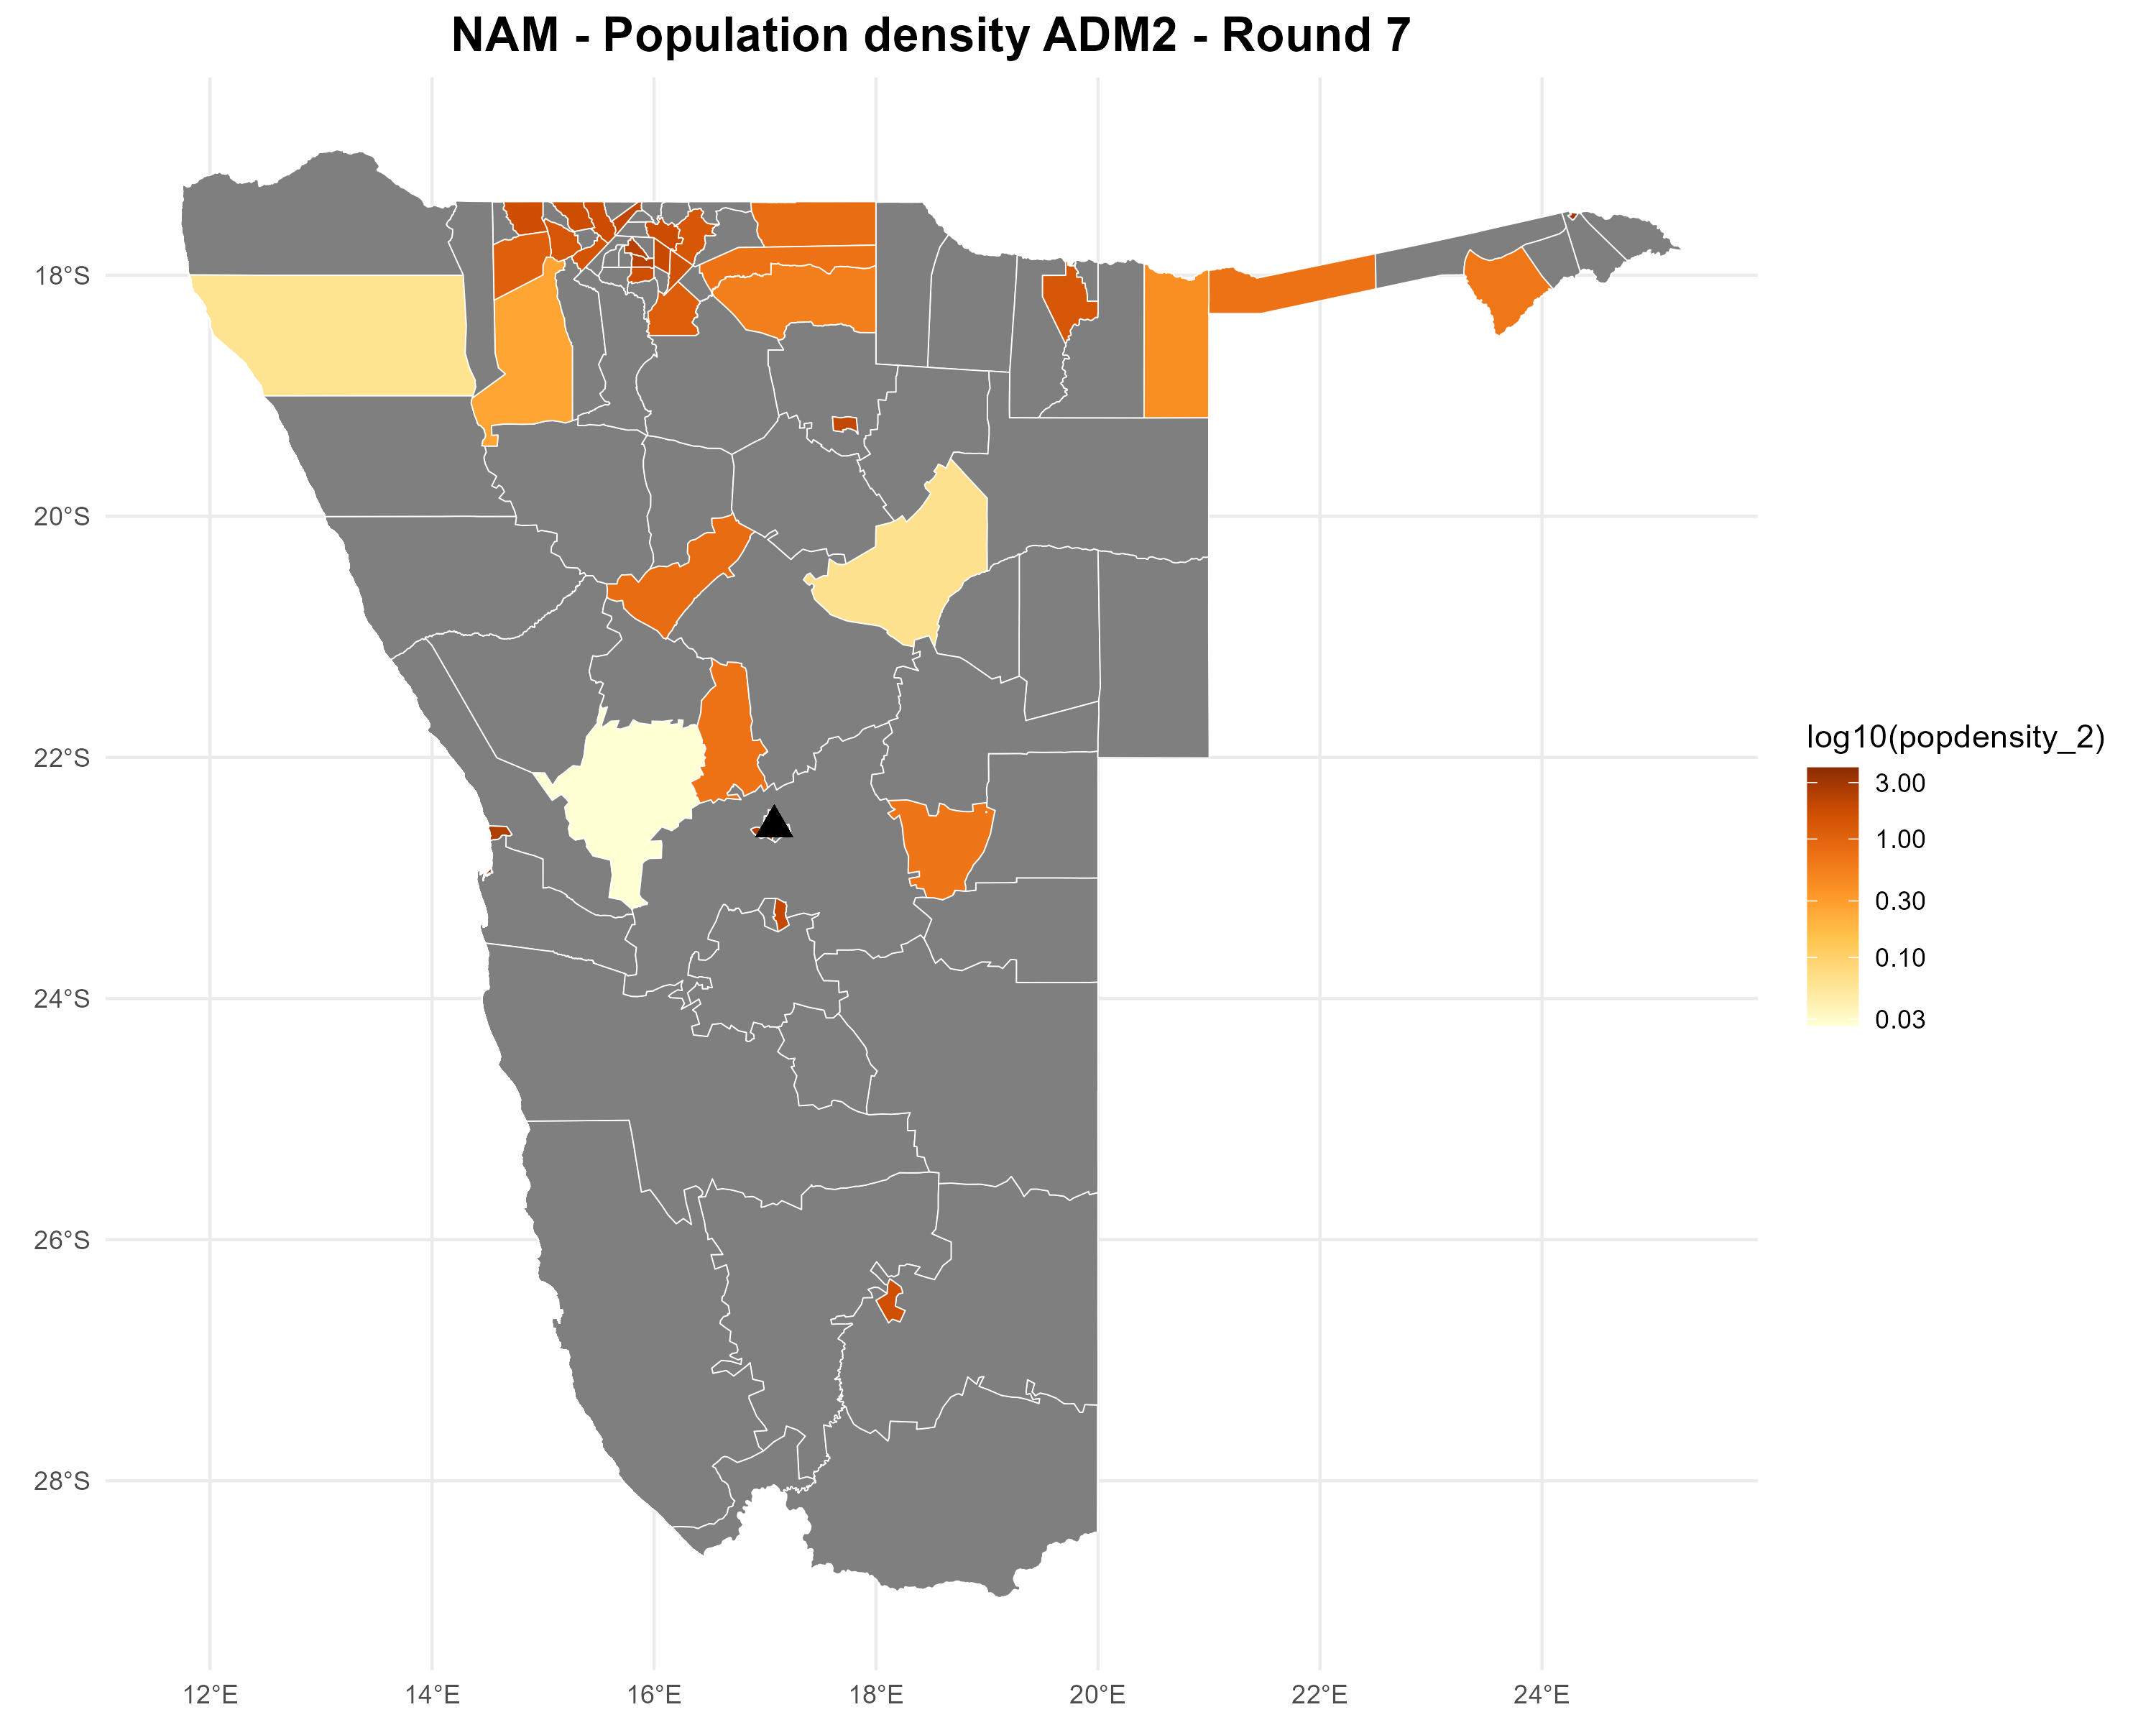 NAM - Population density ADM2 - Round 7
18°S
20°S
22°S
24°S
26°S
28°S
12°E
14°E
16°E
18°E
20°E
22°E
24°E
log10(popdensity_2)
3.00
1.00
0.30
0.10
0.03